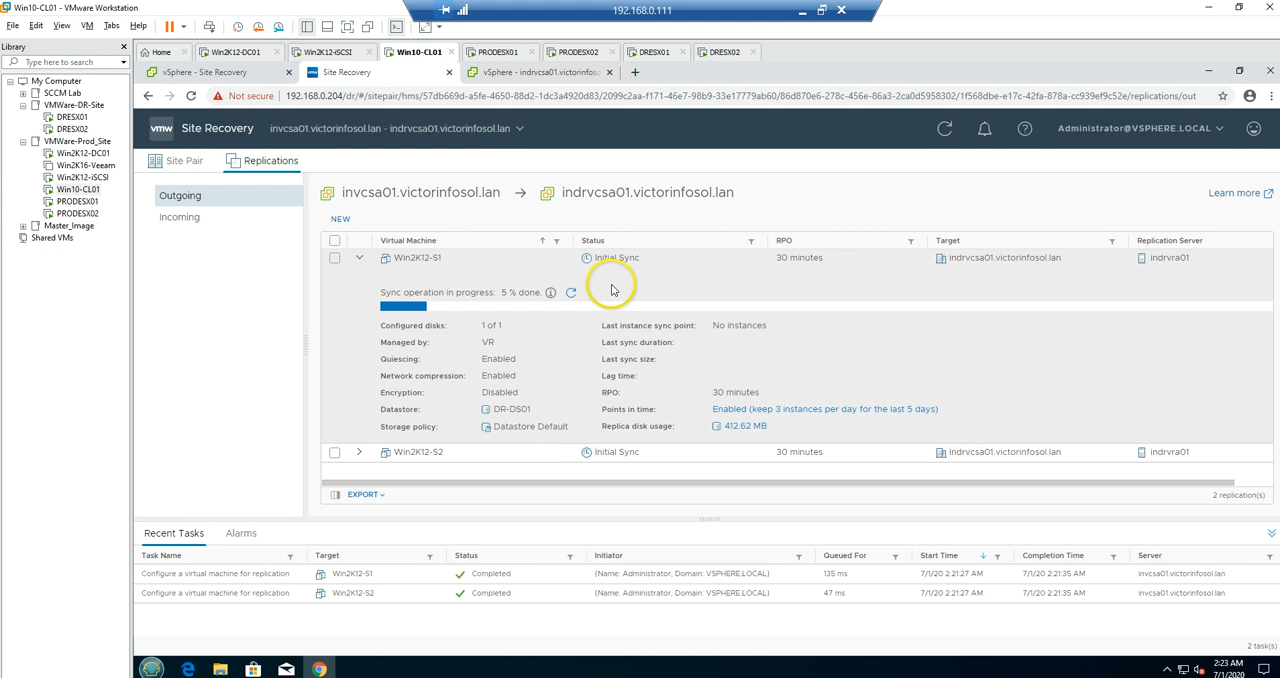 Win10-CL01 - VMware Workstation
192.168.0.111
File Edit View VM Tabs Help
Library
Type here to search
My Computer
SCCM Lab
VMWare-DR-Site
DRESX01
DRESX02
VMWare-Prod_Site
Win2K12-DC01
Win2K16-Veeam
Win2K12-iSCSI
Win10-CL01
PRODESX01
PRODESX02
Master_Image
Shared VMs
Home Win2K12-DC01 Win2K12-iSCSI Win10-CL01 PRODESX01 PRODESX02 DRESX01 DRESX02
vSphere - Site Recovery
Site Recovery
vSphere - indrvcsa01.victorinfosol
Not secure 192.168.0.204/dr/#/sitepair/hms/57db669d-a5fe-4650-88d2-1dc3a4920d83/2099c2aa-f171-46e7-98b9-33e17779ab60/86d870e6-278c-456e-86a3-2ca0d5958302/1f568dbe-e17c-42fa-878a-cc939ef9c52e/replications/out
vmw Site Recovery invcsa01.victorinfosol.lan - indrvcsa01.victorinfosol.lan Administrator@VSPHERE.LOCAL
Site Pair Replications
Outgoing
Incoming
invcsa01.victorinfosol.lan → indrvcsa01.victorinfosol.lan Learn more
NEW
Virtual Machine Status RPO Target Replication Server
Win2K12-S1 Initial Sync 30 minutes indrvcsa01.victorinfosol.lan indrvra01
Sync operation in progress: 5 % done.
Configured disks: 1 of 1 Last instance sync point: No instances
Managed by: VR Last sync duration:
Quiescing: Enabled Last sync size:
Network compression: Enabled Lag time:
Encryption: Disabled RPO: 30 minutes
Datastore: DR-DS01 Points in time: Enabled (keep 3 instances per day for the last 5 days)
Storage policy: Datastore Default Replica disk usage: 412.62 MB
Win2K12-S2 Initial Sync 30 minutes indrvcsa01.victorinfosol.lan indrvra01
EXPORT 2 replication(s)
Recent Tasks Alarms
Task Name Target Status Initiator Queued For Start Time Completion Time Server
Configure a virtual machine for replication Win2K12-S1 Completed (Name: Administrator, Domain: VSPHERE.LOCAL) 135 ms 7/1/20 2:21:27 AM 7/1/20 2:21:35 AM invcsa01.victorinfosol.lan
Configure a virtual machine for replication Win2K12-S2 Completed (Name: Administrator, Domain: VSPHERE.LOCAL) 47 ms 7/1/20 2:21:27 AM 7/1/20 2:21:35 AM invcsa01.victorinfosol.lan
2 task(s)
2:23 AM
7/1/2020